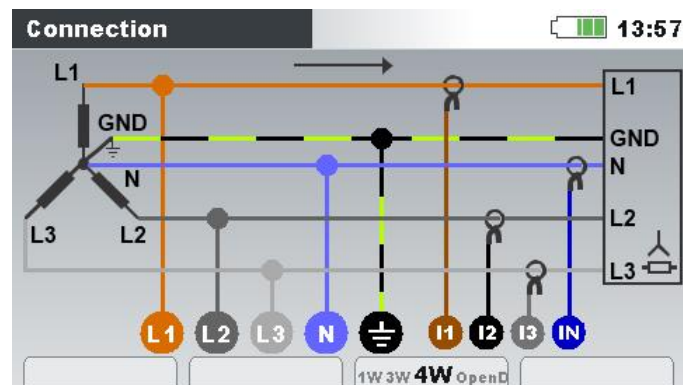 Connection 13:57
L1 L1
GND GND
N N
L3 L2 L2
L3
L1 L2 L3 N I1 I2 I3 IN
1W 3W 4W OpenD